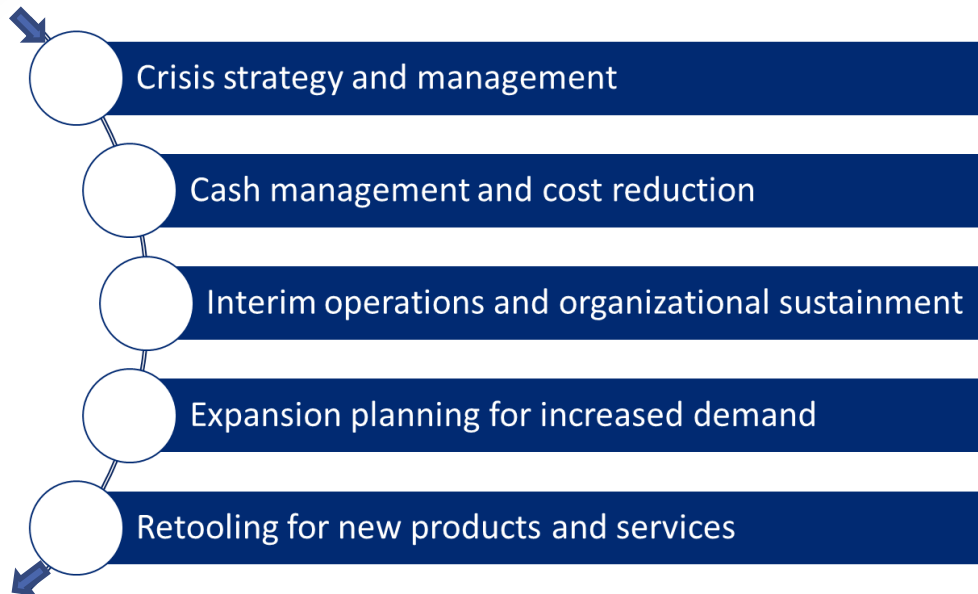 Crisis strategy and management
Cash management and cost reduction
Interim operations and organizational sustainment
Expansion planning for increased demand
Retooling for new products and services